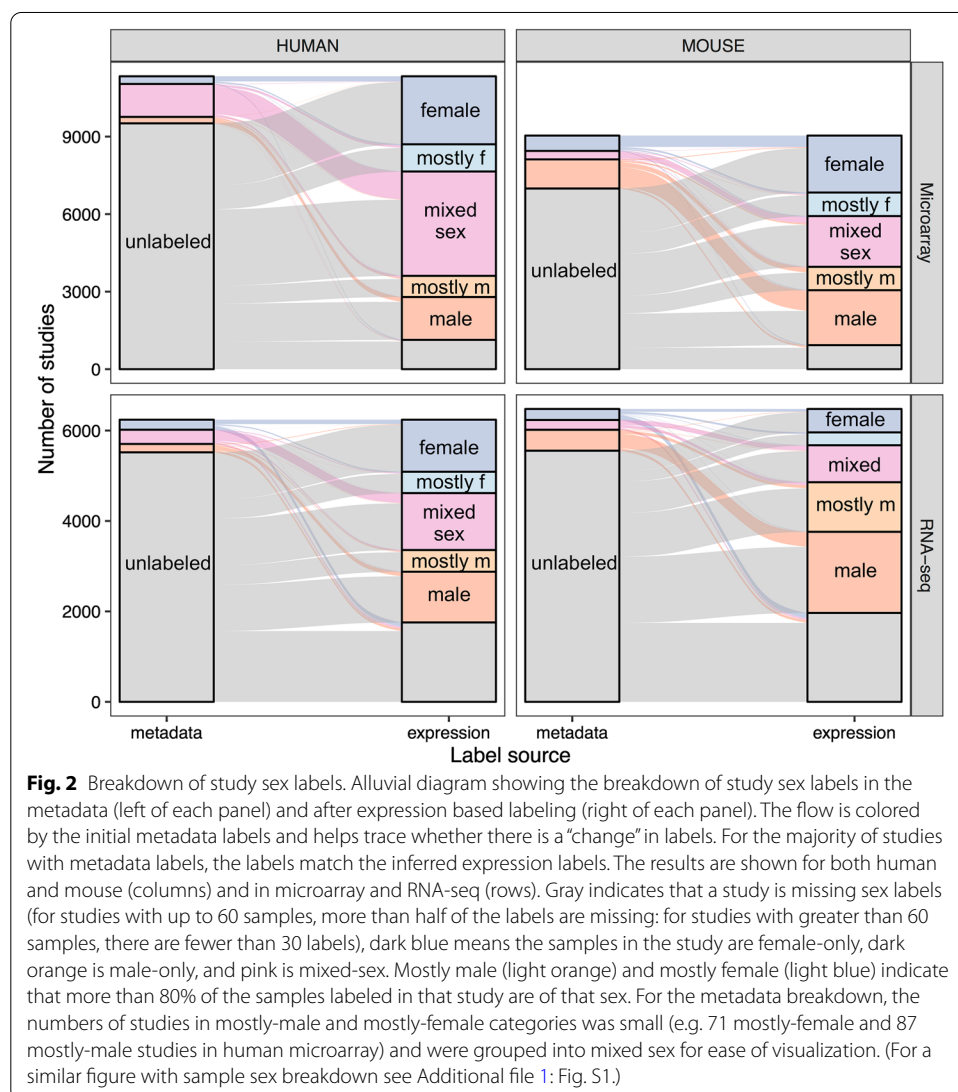 HUMAN
MOUSE
Number of studies
9000
6000
3000
0
unlabeled
female
mostly f
mixed
sex
mostly m
male
unlabeled
female
mostly f
mixed
sex
mostly m
male
Microarray
6000
4000
2000
0
unlabeled
female
mostly f
mixed
sex
mostly m
male
unlabeled
female
mixed
mostly m
male
RNA−seq
metadata
expression
metadata
expression
Label source
Fig. 2 Breakdown of study sex labels. Alluvial diagram showing the breakdown of study sex labels in the
metadata (left of each panel) and after expression based labeling (right of each panel). The flow is colored
by the initial metadata labels and helps trace whether there is a “change” in labels. For the majority of studies
with metadata labels, the labels match the inferred expression labels. The results are shown for both human
and mouse (columns) and in microarray and RNA-seq (rows). Gray indicates that a study is missing sex labels
(for studies with up to 60 samples, more than half of the labels are missing: for studies with greater than 60
samples, there are fewer than 30 labels), dark blue means the samples in the study are female-only, dark
orange is male-only, and pink is mixed-sex. Mostly male (light orange) and mostly female (light blue) indicate
that more than 80% of the samples labeled in that study are of that sex. For the metadata breakdown, the
numbers of studies in mostly-male and mostly-female categories was small (e.g. 71 mostly-female and 87
mostly-male studies in human microarray) and were grouped into mixed sex for ease of visualization. (For a
similar figure with sample sex breakdown see Additional file 1: Fig. S1.)